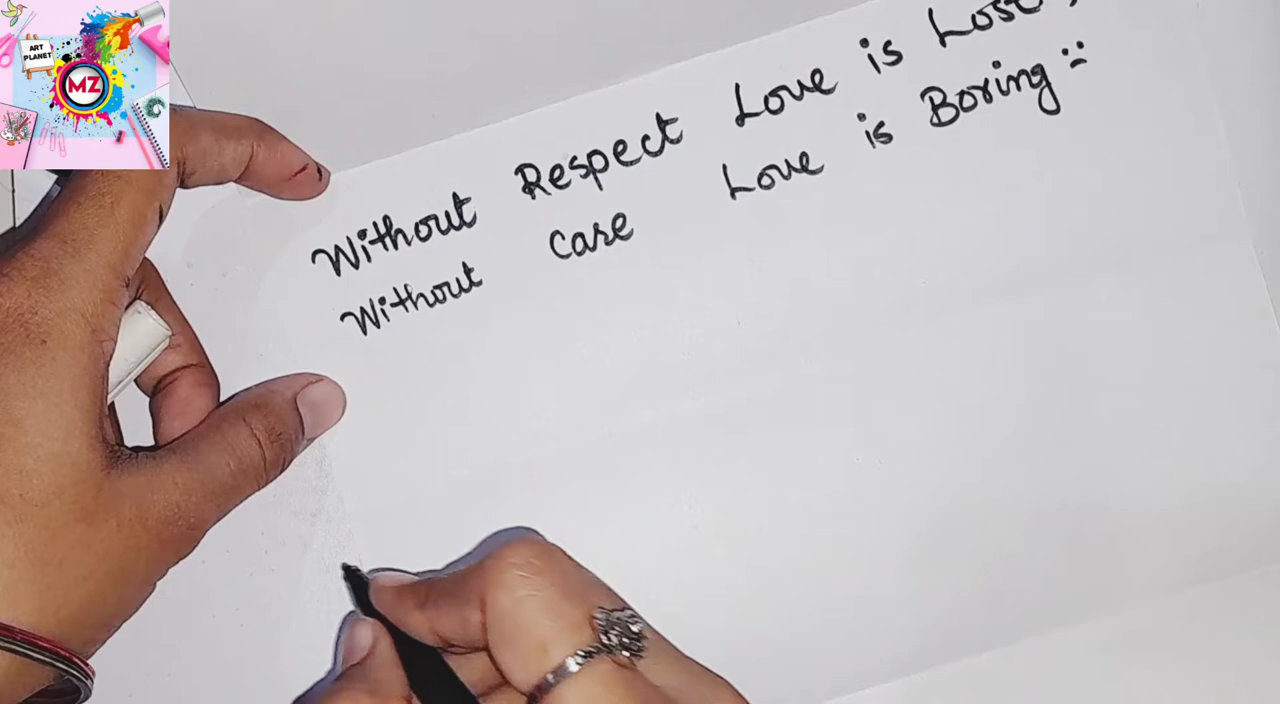 ART
PLANET
MZ
Without Respect Love is Lost,
Without care Love is Boring :-